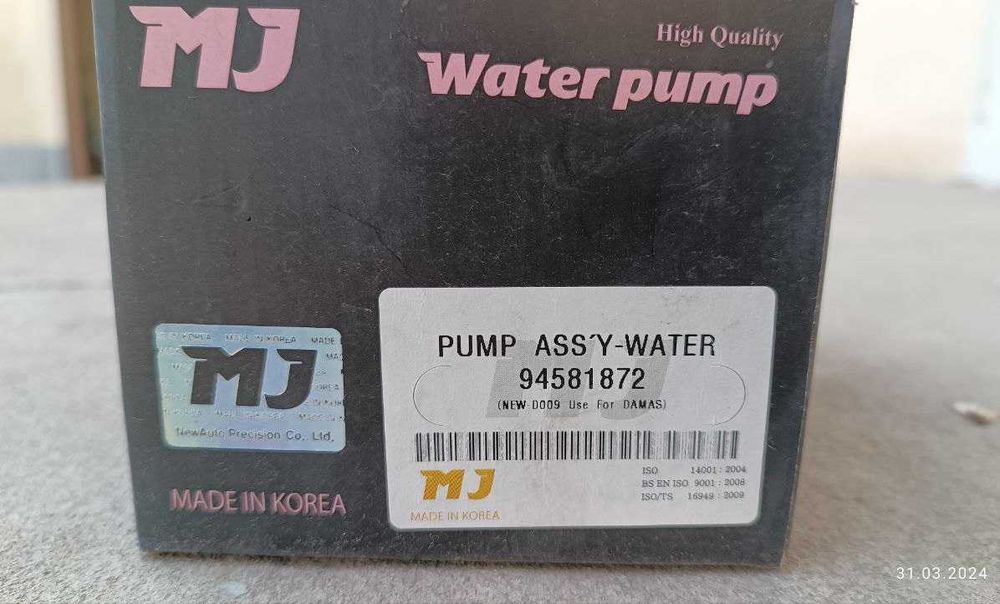 MJ
High Quality
Water pump
PUMP ASS'Y-WATER
94581872
(NEW-D009 Use For DAMAS)
MJ
NewAuto Precision Co., Ltd.
MADE IN KOREA
MJ
MADE IN KOREA
ISO 14001 : 2004
BS EN ISO 9001 : 2008
ISO/TS 16949 : 2009
31.03.2024